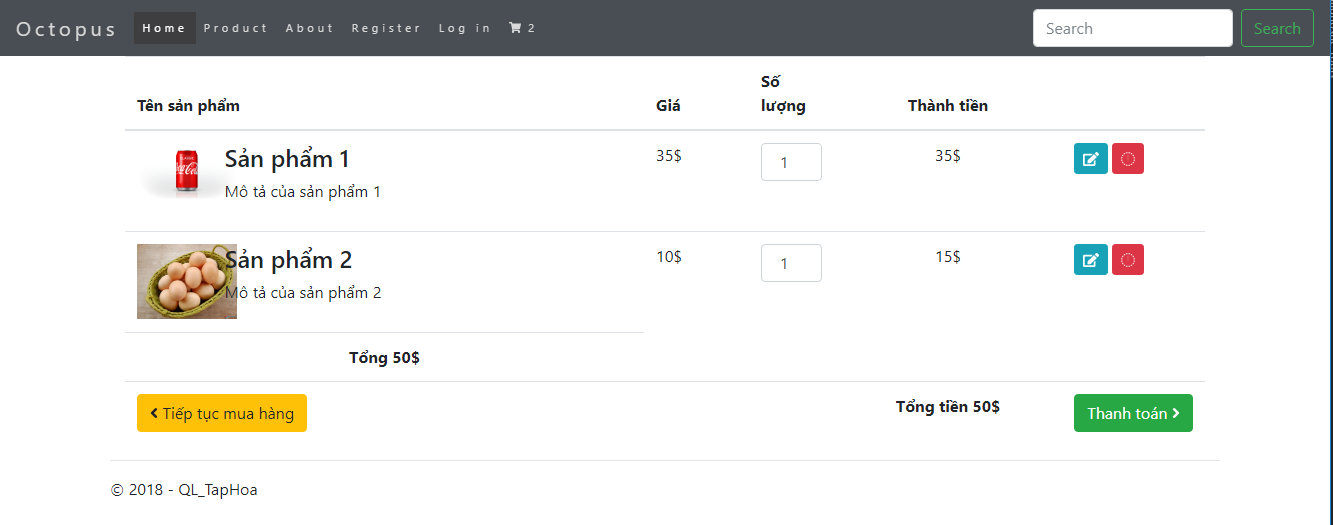 Octopus Home Product About Register Log in 2 Search Search
Tên sản phẩm Giá Số lượng Thành tiền
Sản phẩm 1 35$ 1 35$
Mô tả của sản phẩm 1
Sản phẩm 2 10$ 1 15$
Mô tả của sản phẩm 2
Tổng 50$
Tiếp tục mua hàng Tổng tiền 50$ Thanh toán
© 2018 - QL_TapHoa